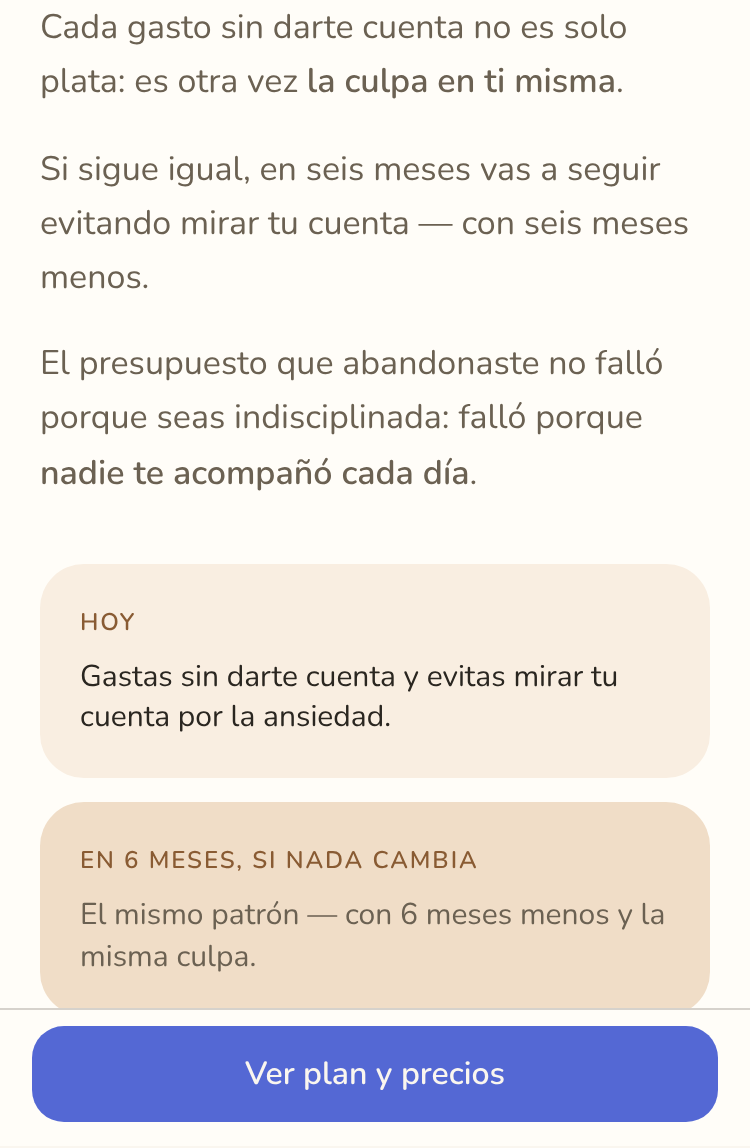 Cada gasto sin darte cuenta no es solo
plata: es otra vez la culpa en ti misma.
Si sigue igual, en seis meses vas a seguir
evitando mirar tu cuenta — con seis meses
menos.
El presupuesto que abandonaste no falló
porque seas indisciplinada: falló porque
nadie te acompañó cada día.
HOY
Gastas sin darte cuenta y evitas mirar tu
cuenta por la ansiedad.
EN 6 MESES, SI NADA CAMBIA
El mismo patrón — con 6 meses menos y la
misma culpa.
Ver plan y precios